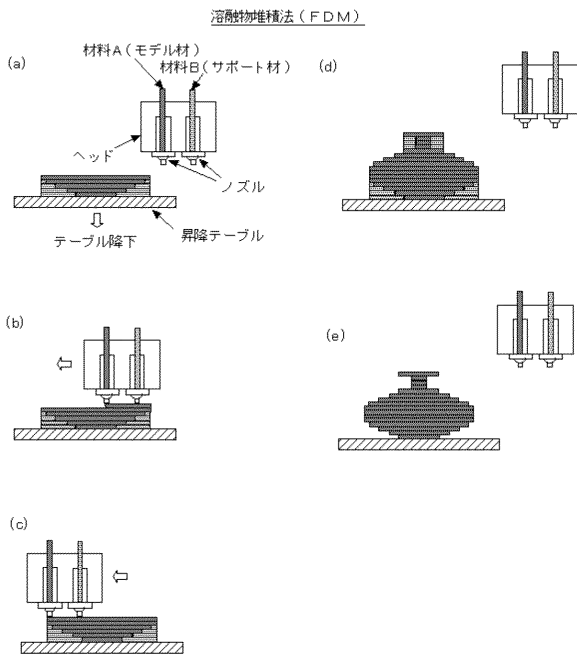 溶融物堆積法(FDM)
(a)
材料A(モデル材)
材料B(サポート材)
ヘッド
ノズル
テーブル降下
昇降テーブル
(b)
(c)
(d)
(e)